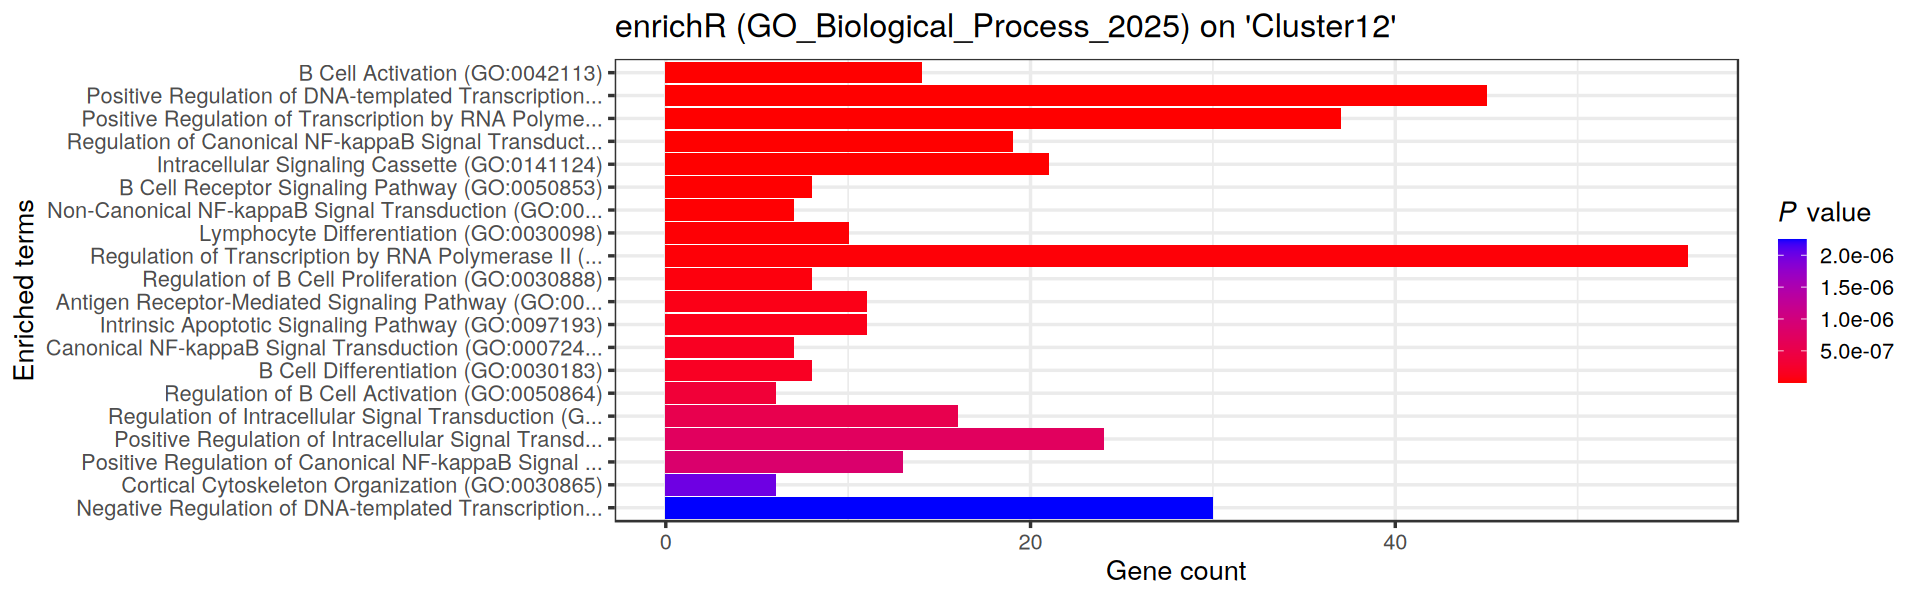 enrichR (GO_Biological_Process_2025) on 'Cluster12'
Enriched terms
B Cell Activation (GO:0042113)
Positive Regulation of DNA-templated Transcription...
Positive Regulation of Transcription by RNA Polyme...
Regulation of Canonical NF-kappaB Signal Transduct...
Intracellular Signaling Cassette (GO:0141124)
B Cell Receptor Signaling Pathway (GO:0050853)
Non-Canonical NF-kappaB Signal Transduction (GO:00...
Lymphocyte Differentiation (GO:0030098)
Regulation of Transcription by RNA Polymerase II (...
Regulation of B Cell Proliferation (GO:0030888)
Antigen Receptor-Mediated Signaling Pathway (GO:00...
Intrinsic Apoptotic Signaling Pathway (GO:0097193)
Canonical NF-kappaB Signal Transduction (GO:000724...
B Cell Differentiation (GO:0030183)
Regulation of B Cell Activation (GO:0050864)
Regulation of Intracellular Signal Transduction (G...
Positive Regulation of Intracellular Signal Transd...
Positive Regulation of Canonical NF-kappaB Signal ...
Cortical Cytoskeleton Organization (GO:0030865)
Negative Regulation of DNA-templated Transcription...
0 20 40
Gene count
P value
2.0e-06
1.5e-06
1.0e-06
5.0e-07